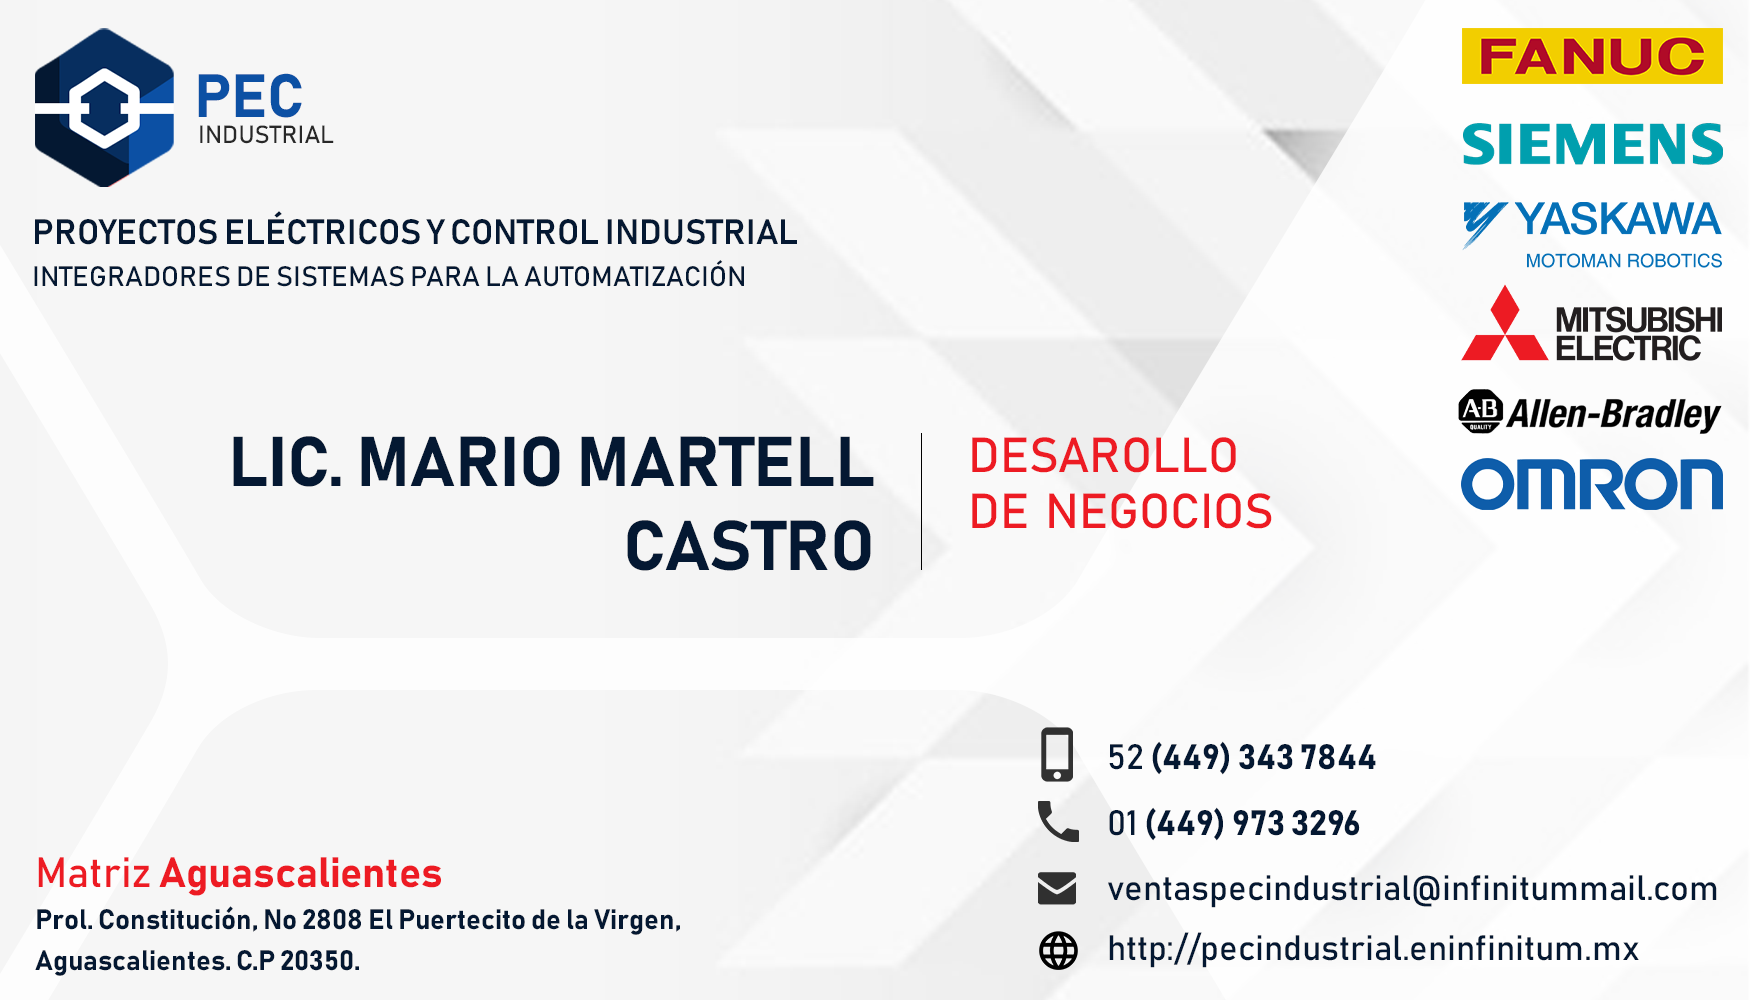 PEC
INDUSTRIAL
PROYECTOS ELÉCTRICOS Y CONTROL INDUSTRIAL
INTEGRADORES DE SISTEMAS PARA LA AUTOMATIZACIÓN
FANUC
SIEMENS
YASKAWA
MOTOMAN ROBOTICS
MITSUBISHI
ELECTRIC
A-B
QUALITY
Allen-Bradley
OMRON
LIC. MARIO MARTELL
CASTRO
DESAROLLO
DE NEGOCIOS
52 (449) 343 7844
01 (449) 973 3296
ventaspecindustrial@infinitummail.com
http://pecindustrial.eninfinitum.mx
Matriz Aguascalientes
Prol. Constitución, No 2808 El Puertecito de la Virgen,
Aguascalientes. C.P 20350.